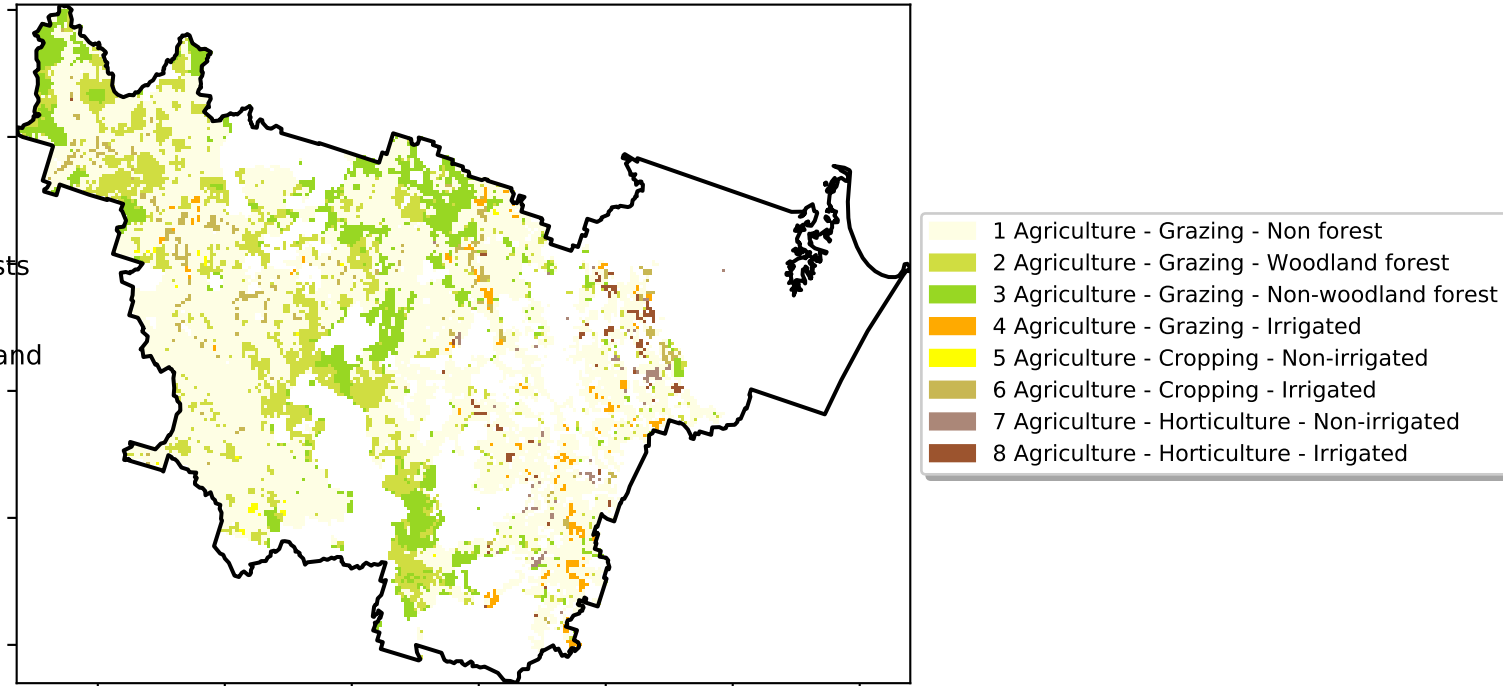 sts
and
1 Agriculture - Grazing - Non forest
2 Agriculture - Grazing - Woodland forest
3 Agriculture - Grazing - Non-woodland forest
4 Agriculture - Grazing - Irrigated
5 Agriculture - Cropping - Non-irrigated
6 Agriculture - Cropping - Irrigated
7 Agriculture - Horticulture - Non-irrigated
8 Agriculture - Horticulture - Irrigated